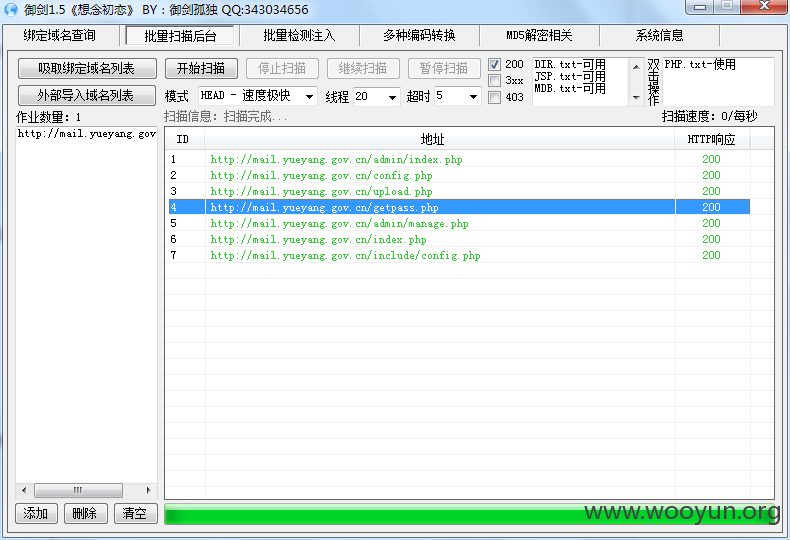 御剑1.5《想念初恋》 BY：御剑孤独 QQ:343034656
绑定域名查询 批量扫描后台 批量检测注入 多种编码转换 MD5解密相关 系统信息
吸取绑定域名列表 开始扫描 停止扫描 继续扫描 暂停扫描
外部导入域名列表 模式 HEAD - 速度极快 线程 20 超时 5
200
3xx
403
DIR.txt-可用
JSP.txt-可用
MDB.txt-可用
双击操作
PHP.txt-使用
作业数量：1 扫描信息：扫描完成... 扫描速度：0/每秒
http://mail.yueyang.gov
ID 地址 HTTP响应
1 http://mail.yueyang.gov.cn/admin/index.php 200
2 http://mail.yueyang.gov.cn/config.php 200
3 http://mail.yueyang.gov.cn/upload.php 200
4 http://mail.yueyang.gov.cn/getpass.php 200
5 http://mail.yueyang.gov.cn/admin/manage.php 200
6 http://mail.yueyang.gov.cn/index.php 200
7 http://mail.yueyang.gov.cn/include/config.php 200
添加 删除 清空
www.wooyun.org